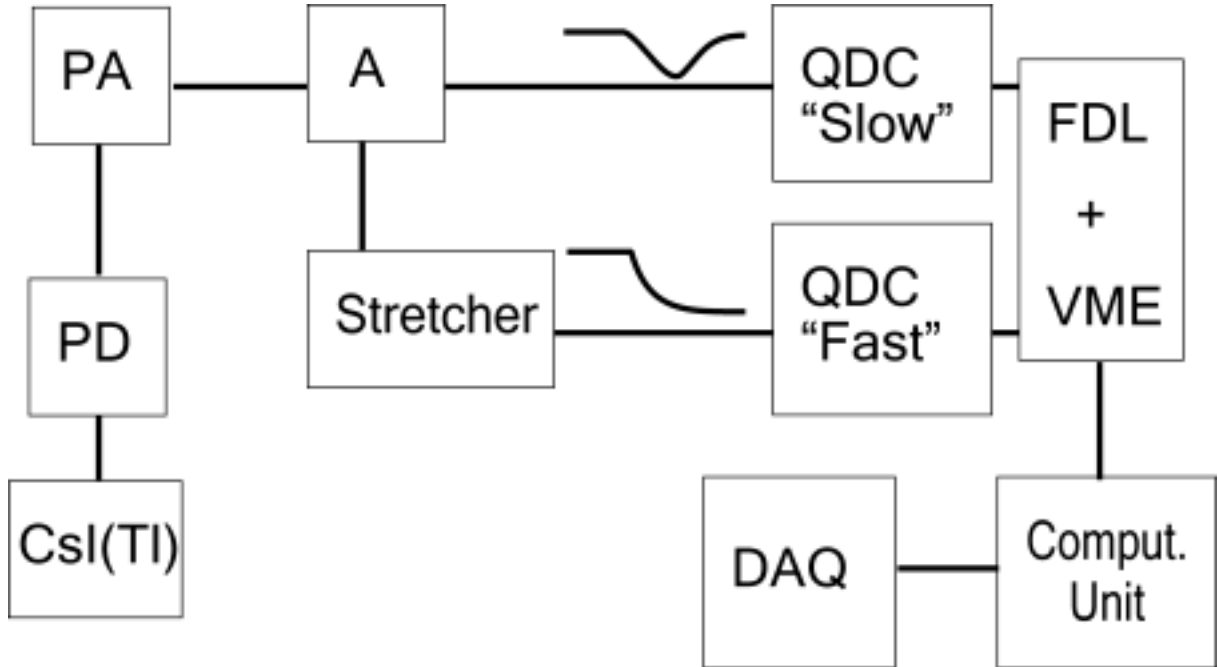 PA
A
QDC
“Slow”
FDL
+
VME
PD
Stretcher
QDC
“Fast”
CsI(Tl)
DAQ
Comput.
Unit